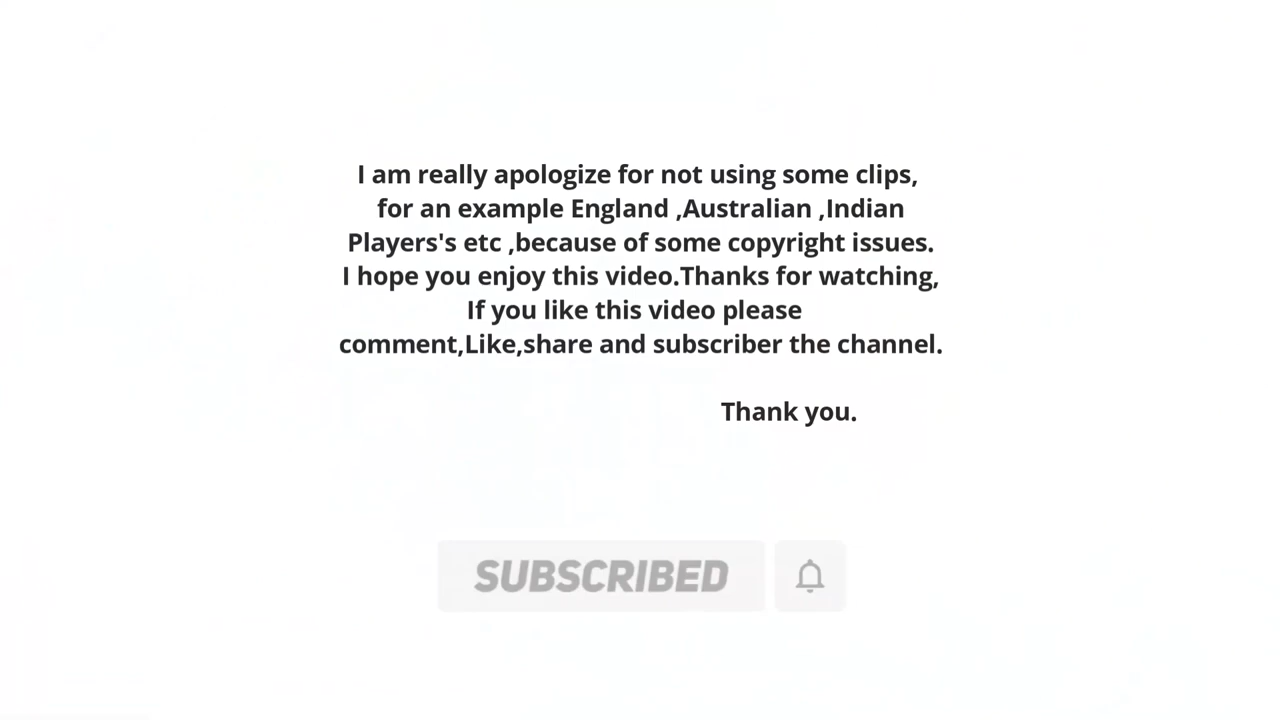 I am really apologize for not using some clips,
for an example England ,Australian ,Indian
Players's etc ,because of some copyright issues.
I hope you enjoy this video.Thanks for watching,
If you like this video please
comment,Like,share and subscriber the channel.
Thank you.
SUBSCRIBED